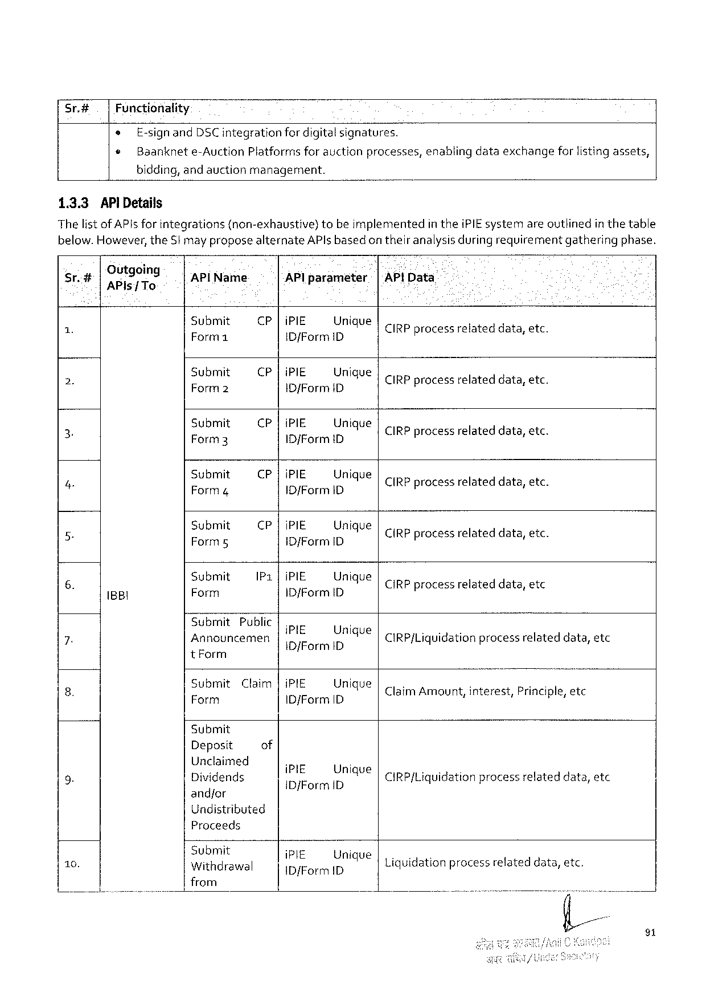 Sr.# Functionality
• E-sign and DSC integration for digital signatures.
• Baanknet e-Auction Platforms for auction processes, enabling data exchange for listing assets,
bidding, and auction management.
1.3.3 API Details
The list of APIs for integrations (non-exhaustive) to be implemented in the iPIE system are outlined in the table
below. However, the SI may propose alternate APIs based on their analysis during requirement gathering phase.
Sr. # Outgoing APIs / To API Name API parameter API Data
IBBI
1. Submit CP Form 1 iPIE Unique ID/Form ID CIRP process related data, etc.
2. Submit CP Form 2 iPIE Unique ID/Form ID CIRP process related data, etc.
3. Submit CP Form 3 iPIE Unique ID/Form ID CIRP process related data, etc.
4. Submit CP Form 4 iPIE Unique ID/Form ID CIRP process related data, etc.
5. Submit CP Form 5 iPIE Unique ID/Form ID CIRP process related data, etc.
6. Submit IP1 Form iPIE Unique ID/Form ID CIRP process related data, etc
7. Submit Public Announcemen t Form iPIE Unique ID/Form ID CIRP/Liquidation process related data, etc
8. Submit Claim Form iPIE Unique ID/Form ID Claim Amount, interest, Principle, etc
9. Submit Deposit of Unclaimed Dividends and/or Undistributed Proceeds iPIE Unique ID/Form ID CIRP/Liquidation process related data, etc
10. Submit Withdrawal from iPIE Unique ID/Form ID Liquidation process related data, etc.
91
/Anil C Kandpal
/Under Secretary